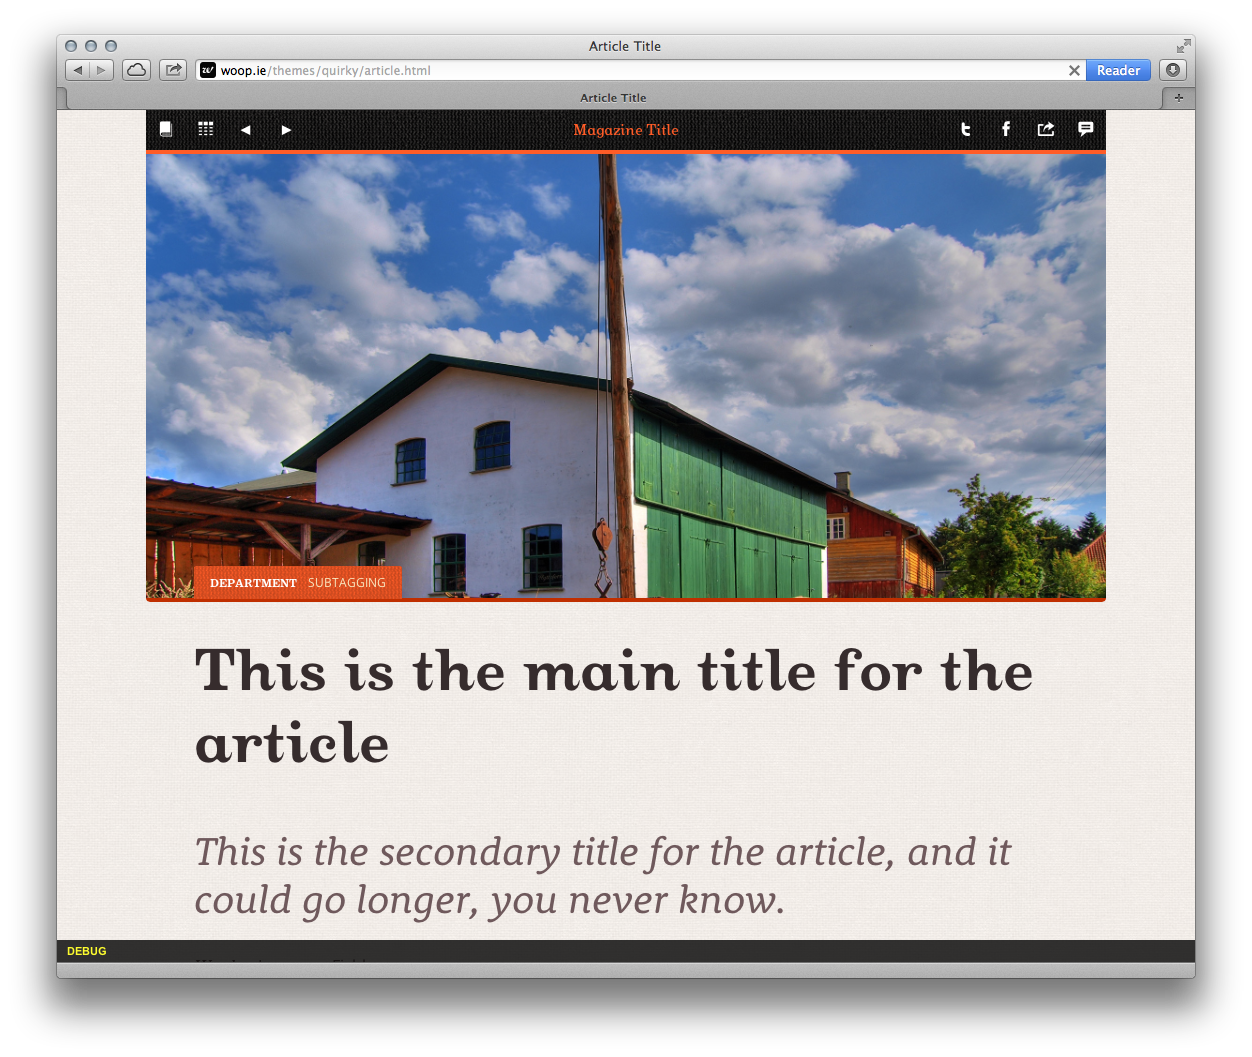 Article Title
woop.ie/themes/quirky/article.html
Reader
Article Title
Magazine Title
DEPARTMENT SUBTAGGING
This is the main title for the
article
This is the secondary title for the article, and it
could go longer, you never know.
DEBUG